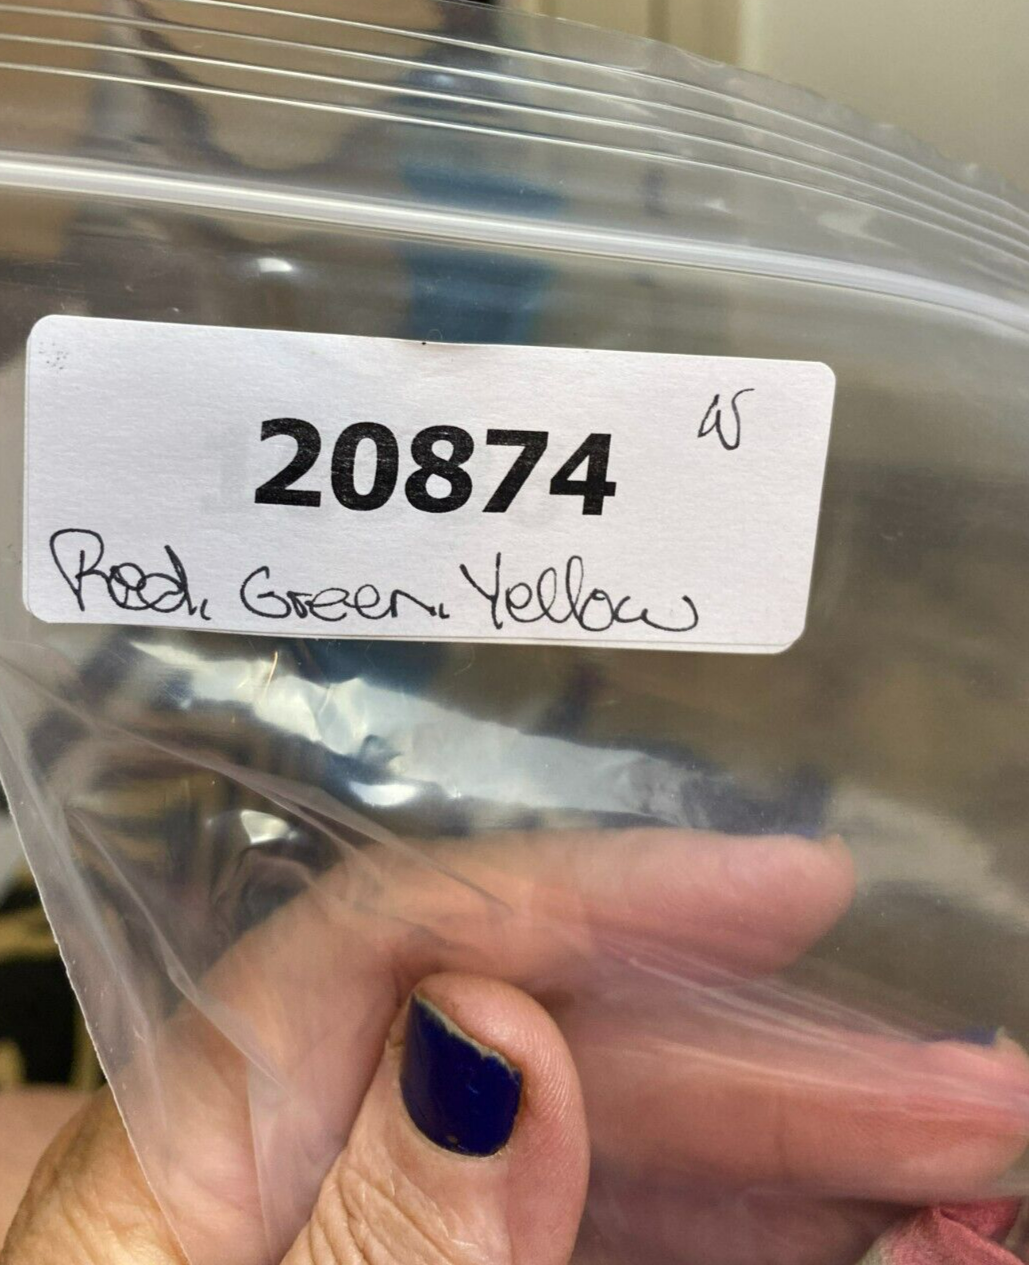 W
20874
Red, Green, Yellow